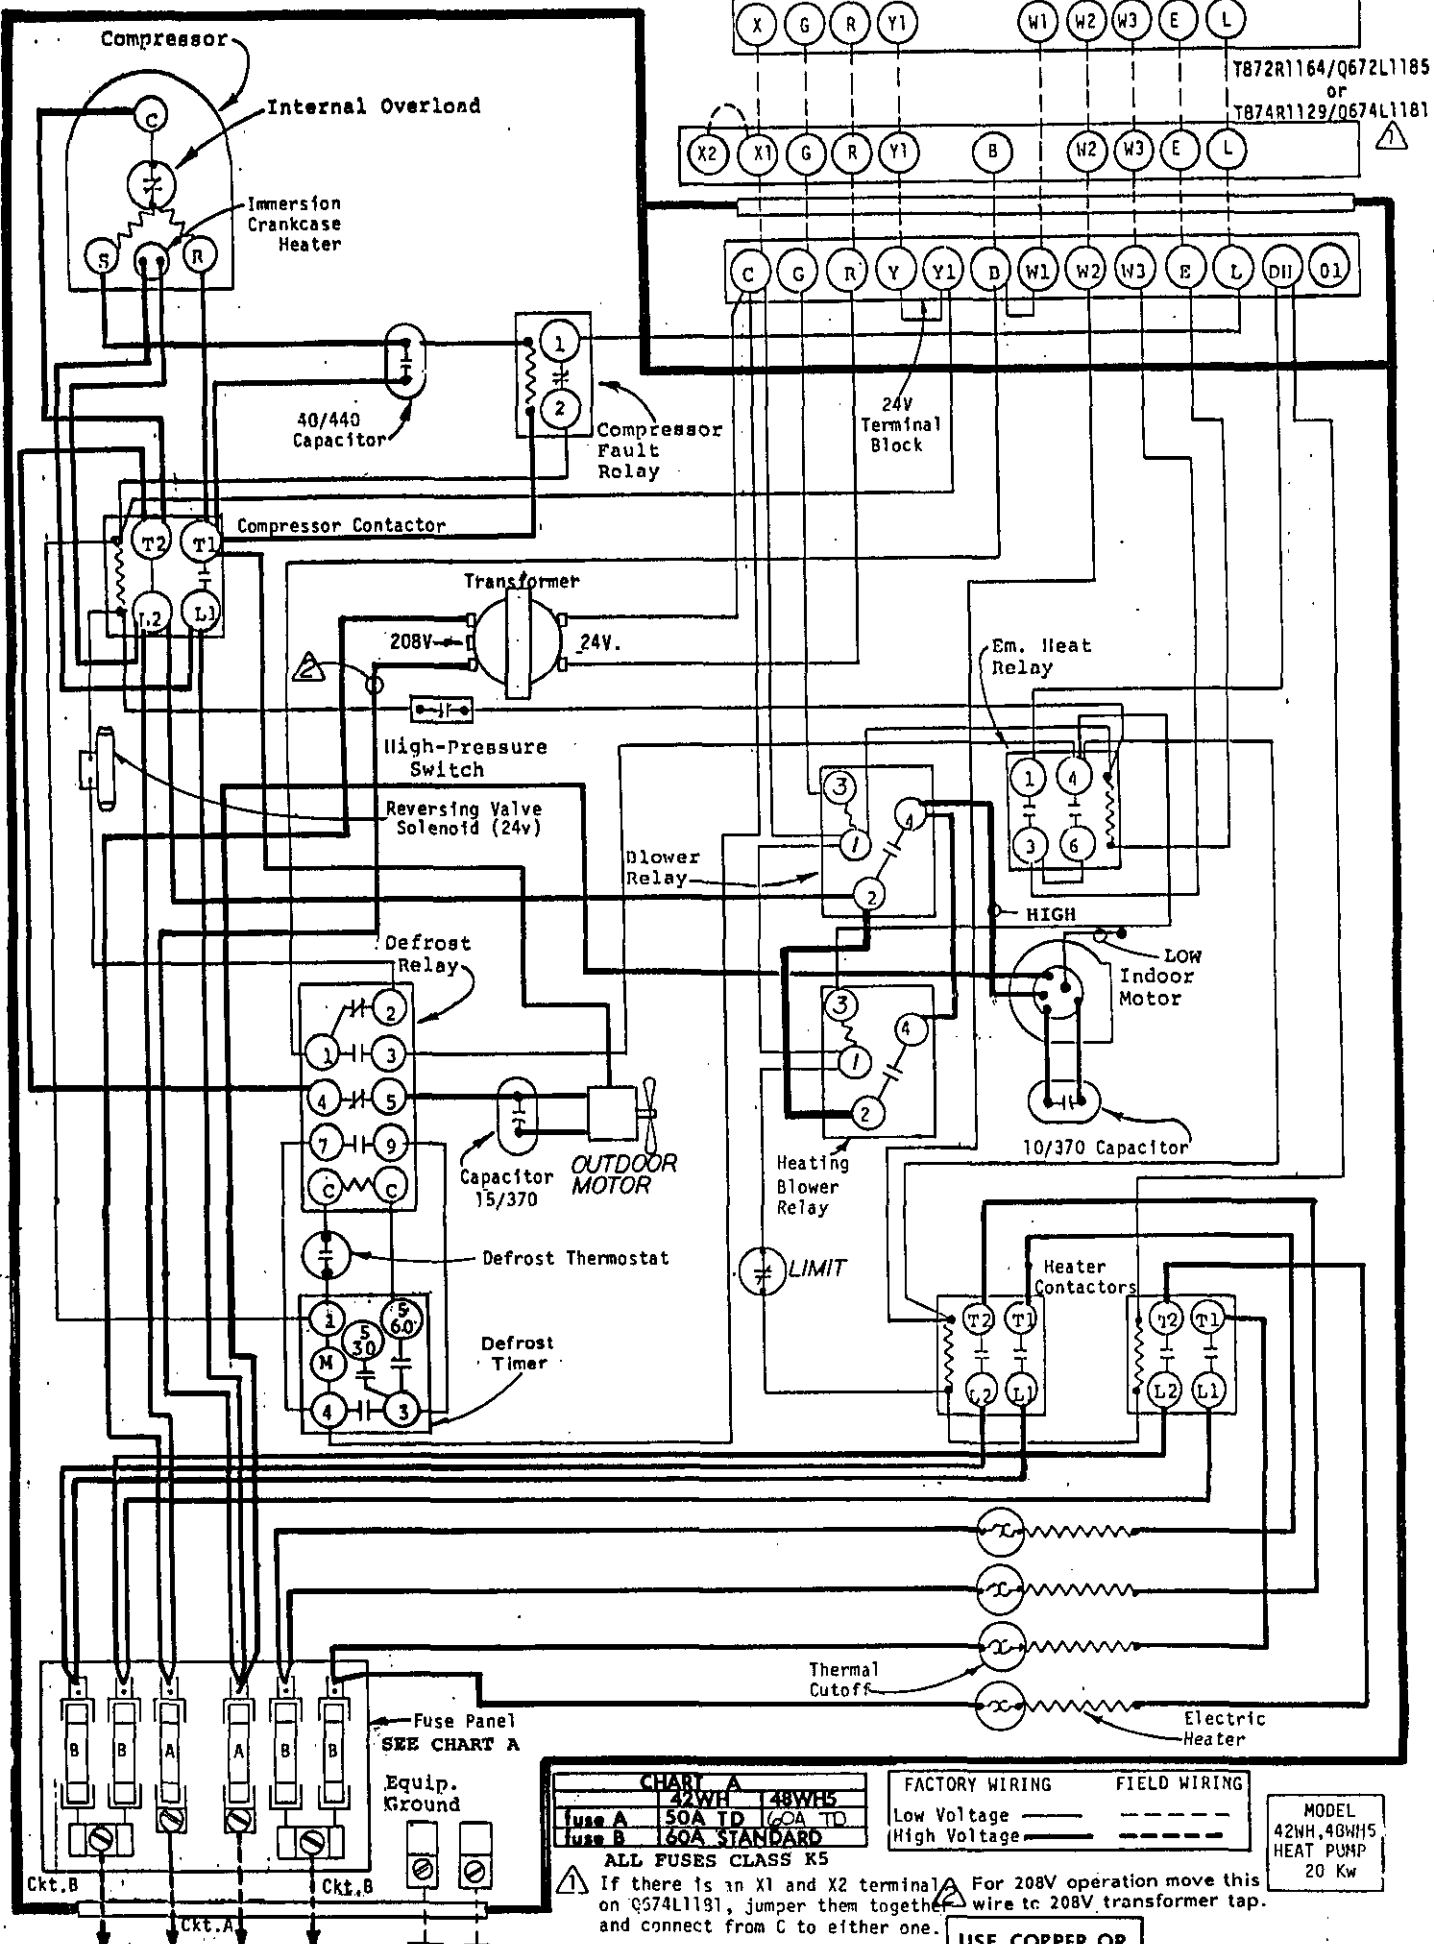 X G R Y1 W1 W2 W3 E L
T872R1164/Q672L1185
or
T874R1129/Q674L1181
1
X2 X1 G R Y1 B W2 W3 E L
C G R Y Y1 B W1 W2 W3 E L DH O1
Compressor
C
Internal Overload
Immersion
Crankcase
Heater
S R
1
2
40/440
Capacitor
Compressor
Fault
Relay
24V
Terminal
Block
Compressor Contactor
T2 T1
L2 L1
Transformer
208V 24V.
2
High-Pressure
Switch
Reversing Valve
Solenoid (24v)
Em. Heat
Relay
1 4
3 6
3
4
1
2
Blower
Relay
HIGH
LOW
Indoor
Motor
10/370 Capacitor
Defrost
Relay
2
1 3
4 5
7 9
C C
Capacitor
15/370
OUTDOOR
MOTOR
3
4
1
2
Heating
Blower
Relay
Defrost Thermostat
LIMIT
1
5
60
5
30
M
4 3
Defrost
Timer
Heater
Contactors
T2 T1
L2 L1
T2 T1
L2 L1
Thermal
Cutoff
Electric
Heater
B B A A B B
Fuse Panel
SEE CHART A
Equip.
Ground
Ckt.B
Ckt.A
Ckt.B
CHART A
42WH 48WH5
fuse A 50A TD 60A TD
fuse B 60A STANDARD
ALL FUSES CLASS K5
FACTORY WIRING FIELD WIRING
Low Voltage
High Voltage
MODEL
42WH,48WH5
HEAT PUMP
20 Kw
1 If there is an X1 and X2 terminal
on Q674L1181, jumper them together
and connect from C to either one.
2 For 208V operation move this
wire to 208V transformer tap.
USE COPPER OR